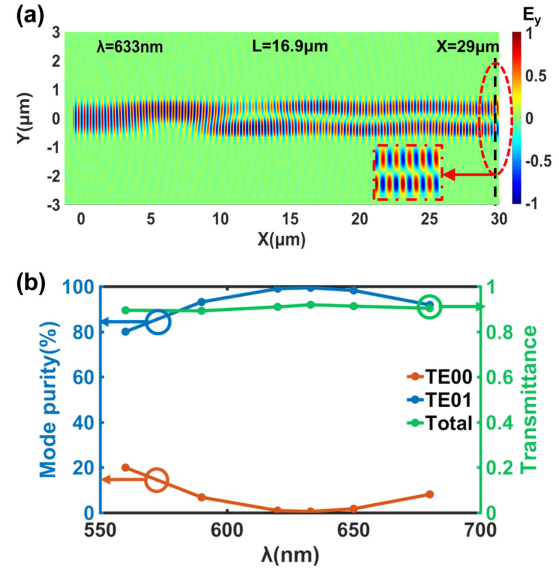 (a)
λ=633nm L=16.9μm X=29μm
E_y
3
2
1
0
-1
-2
-3
Y(μm)
0 5 10 15 20 25 30
X(μm)
1
0.5
0
-0.5
-1
(b)
100
80
60
40
20
0
Mode purity(%)
TE00
TE01
Total
1
0.8
0.6
0.4
0.2
0
Transmittance
550 600 650 700
λ(nm)